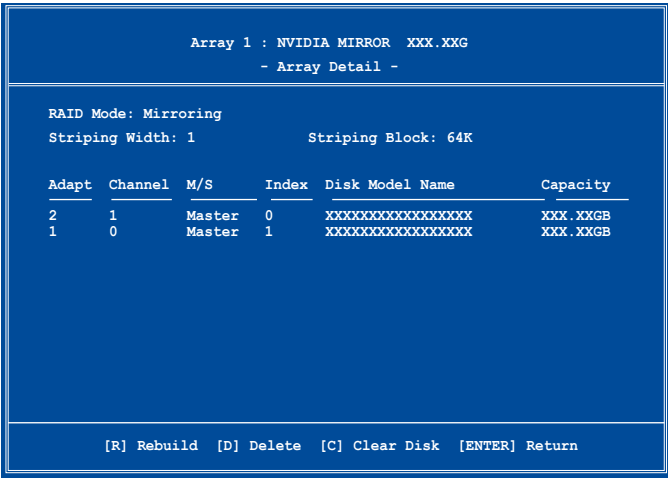 Array 1 : NVIDIA MIRROR XXX.XXG
- Array Detail -
RAID Mode: Mirroring
Striping Width: 1 Striping Block: 64K
Adapt Channel M/S Index Disk Model Name Capacity
2 1 Master 0 XXXXXXXXXXXXXXXXX XXX.XXGB
1 0 Master 1 XXXXXXXXXXXXXXXXX XXX.XXGB
[R] Rebuild [D] Delete [C] Clear Disk [ENTER] Return